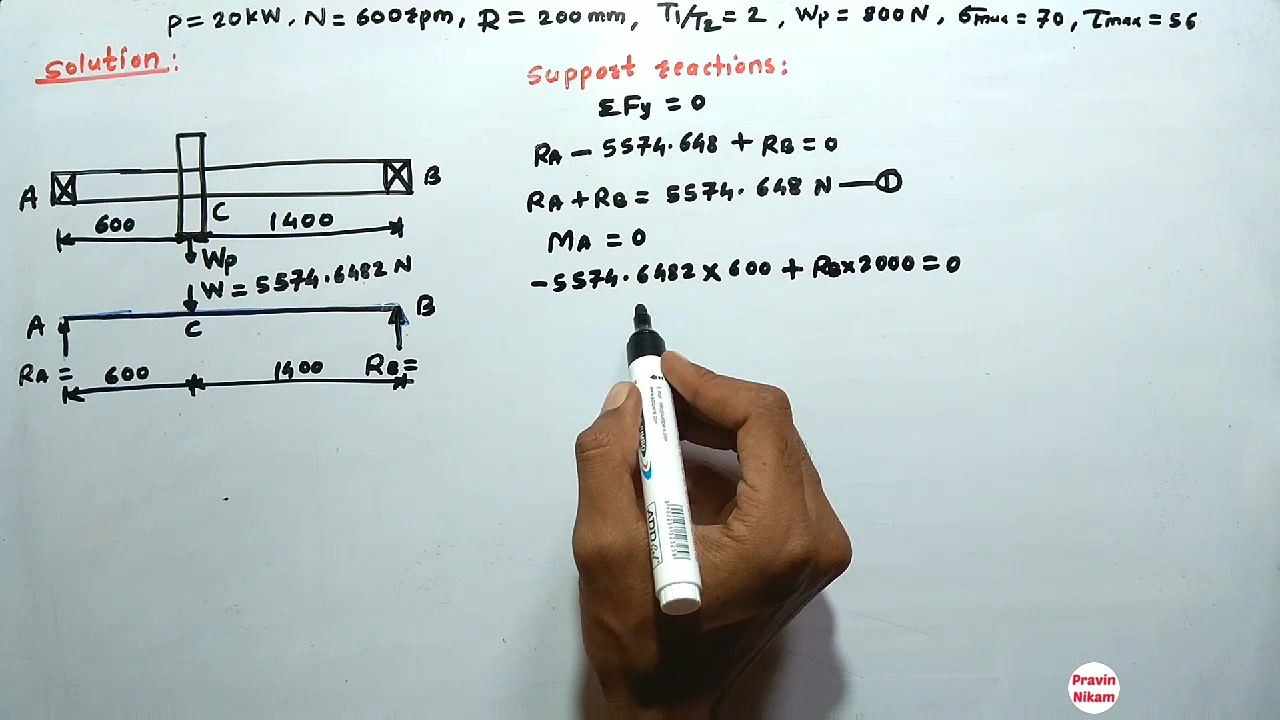 P = 20kW, N = 600rpm, R = 200mm, T1/T2 = 2, Wp = 800N, σmax = 70, τmax = 56
Solution:
A
B
C
600
1400
Wp
W = 5574.6482 N
A
C
B
RA =
600
1400
RB =
Support reactions:
ΣFy = 0
RA - 5574.648 + RB = 0
RA + RB = 5574.648 N — ①
MA = 0
-5574.6482 x 600 + RB x 2000 = 0
Pravin
Nikam